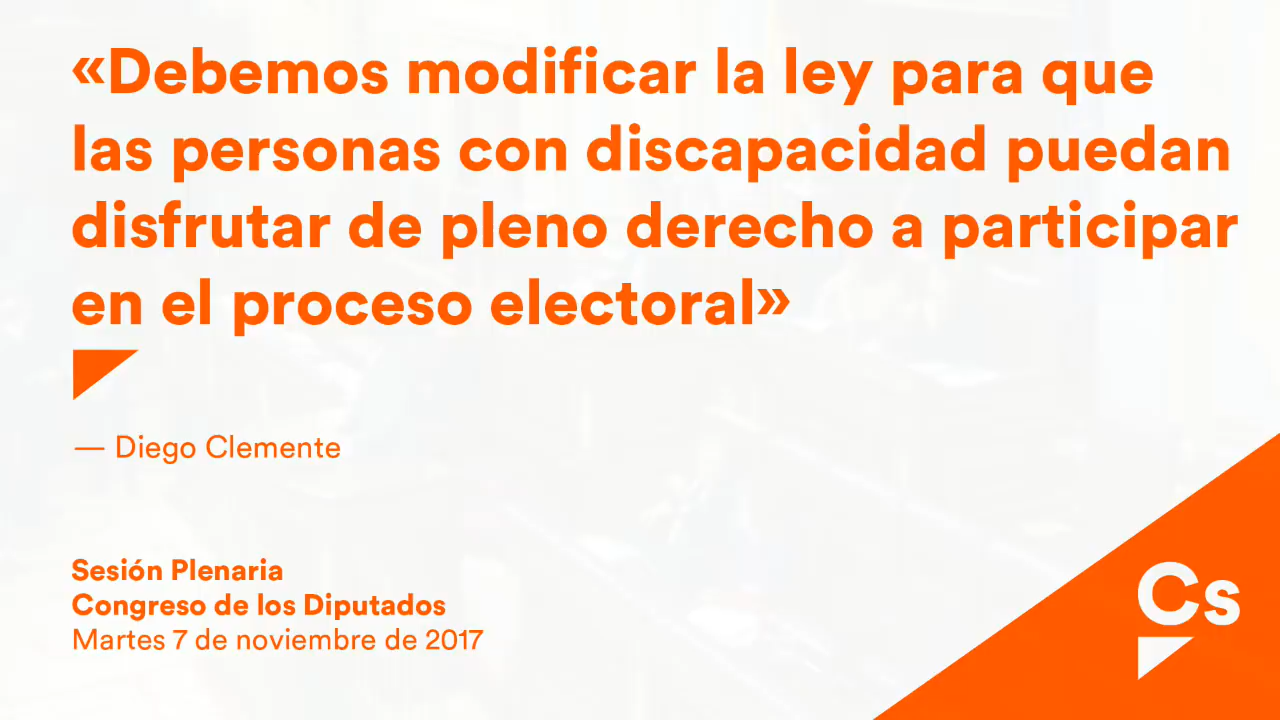 «Debemos modificar la ley para que
las personas con discapacidad puedan
disfrutar de pleno derecho a participar
en el proceso electoral»
— Diego Clemente
Sesión Plenaria
Congreso de los Diputados
Martes 7 de noviembre de 2017
Cs